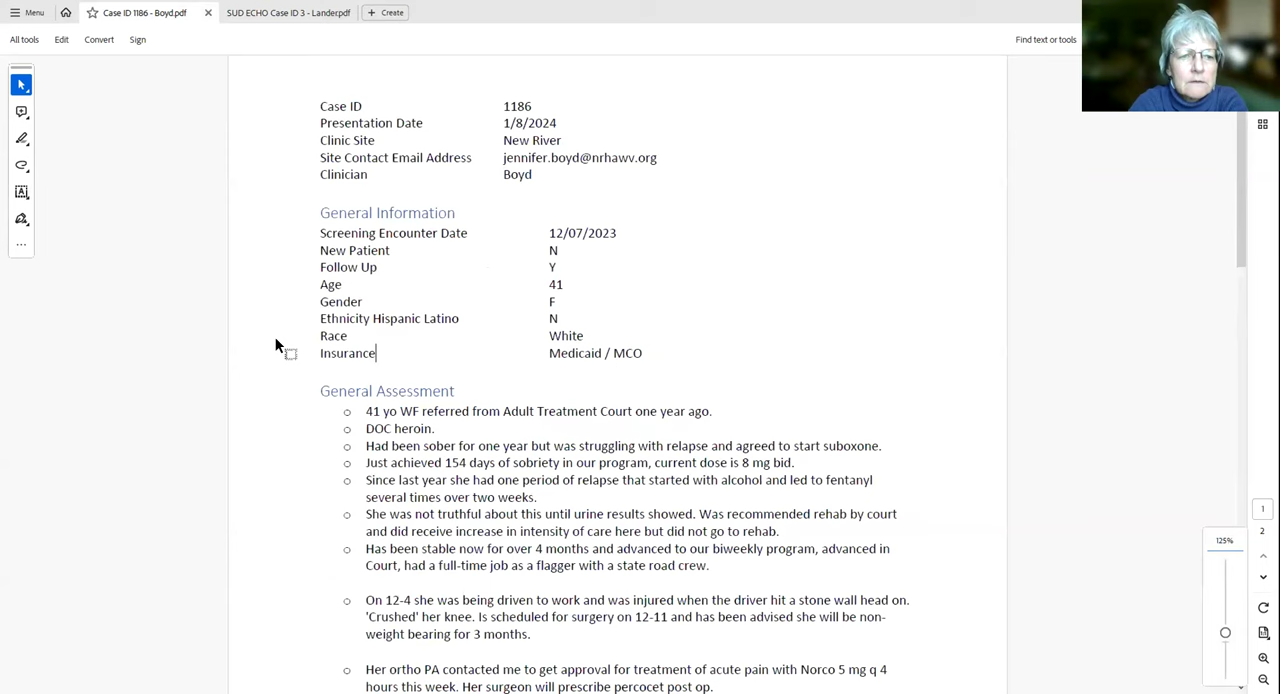 Menu Case ID 1186 - Boyd.pdf SUD ECHO Case ID 3 - Lander.pdf Create
All tools Edit Convert Sign Find text or tools
Case ID 1186
Presentation Date 1/8/2024
Clinic Site New River
Site Contact Email Address jennifer.boyd@nrhawv.org
Clinician Boyd
General Information
Screening Encounter Date 12/07/2023
New Patient N
Follow Up Y
Age 41
Gender F
Ethnicity Hispanic Latino N
Race White
Insurance Medicaid / MCO
General Assessment
o 41 yo WF referred from Adult Treatment Court one year ago.
o DOC heroin.
o Had been sober for one year but was struggling with relapse and agreed to start suboxone.
o Just achieved 154 days of sobriety in our program, current dose is 8 mg bid.
o Since last year she had one period of relapse that started with alcohol and led to fentanyl
several times over two weeks.
o She was not truthful about this until urine results showed. Was recommended rehab by court
and did receive increase in intensity of care here but did not go to rehab.
o Has been stable now for over 4 months and advanced to our biweekly program, advanced in
Court, had a full-time job as a flagger with a state road crew.
o On 12-4 she was being driven to work and was injured when the driver hit a stone wall head on.
'Crushed' her knee. Is scheduled for surgery on 12-11 and has been advised she will be non-
weight bearing for 3 months.
o Her ortho PA contacted me to get approval for treatment of acute pain with Norco 5 mg q 4
hours this week. Her surgeon will prescribe percocet post op.
1
2
125%